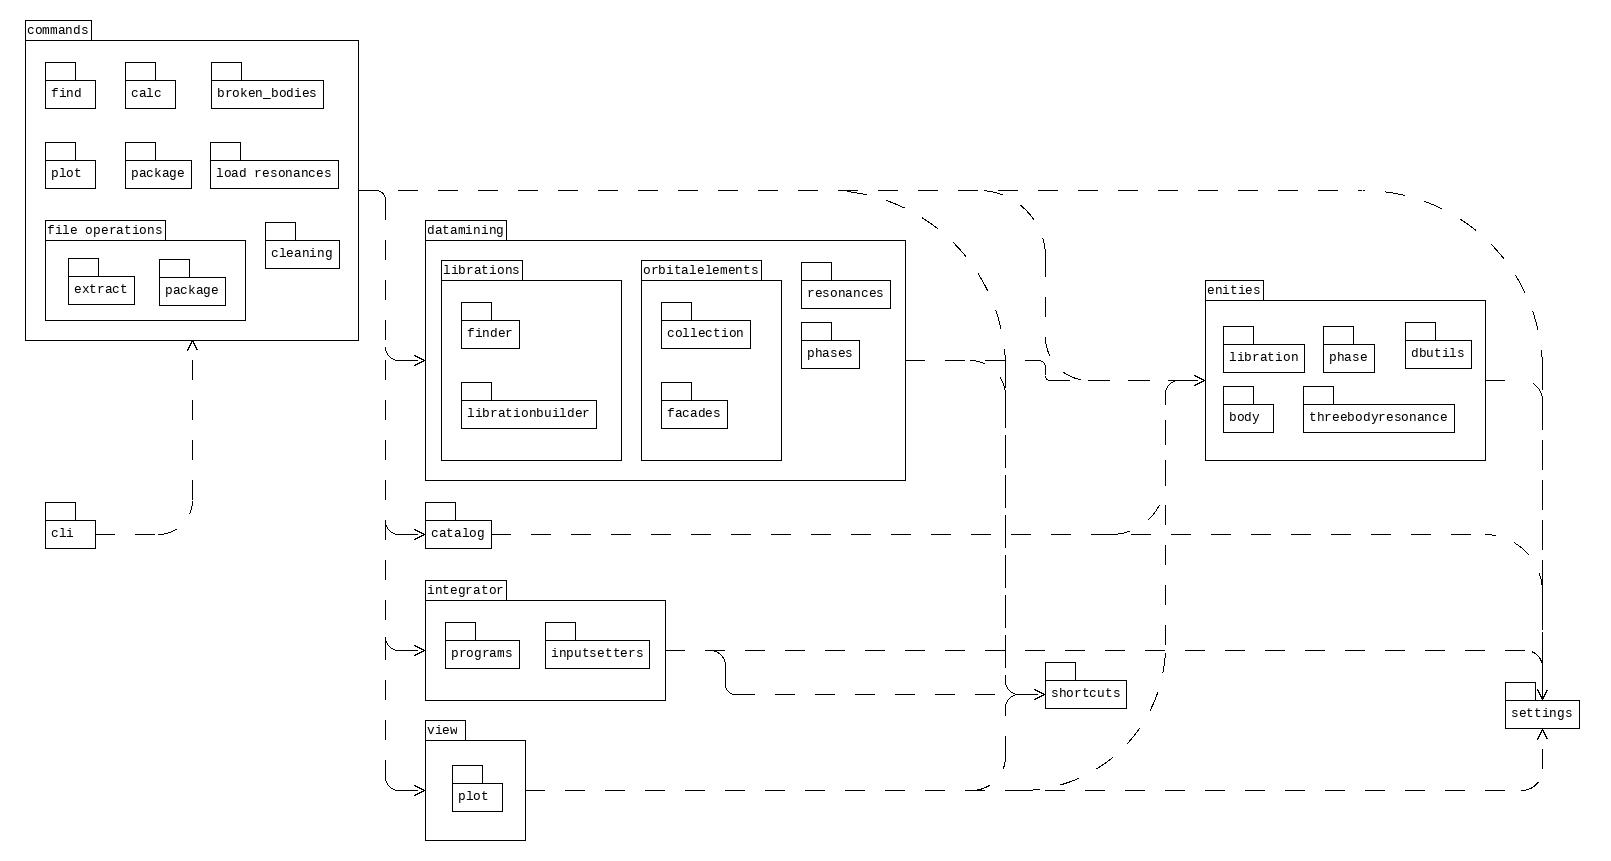 commands
find
calc
broken_bodies
plot
package
load resonances
file operations
extract
package
cleaning
cli
datamining
librations
finder
librationbuilder
orbitalelements
collection
facades
resonances
phases
catalog
integrator
programs
inputsetters
view
plot
shortcuts
enities
libration
phase
dbutils
body
threebodyresonance
settings